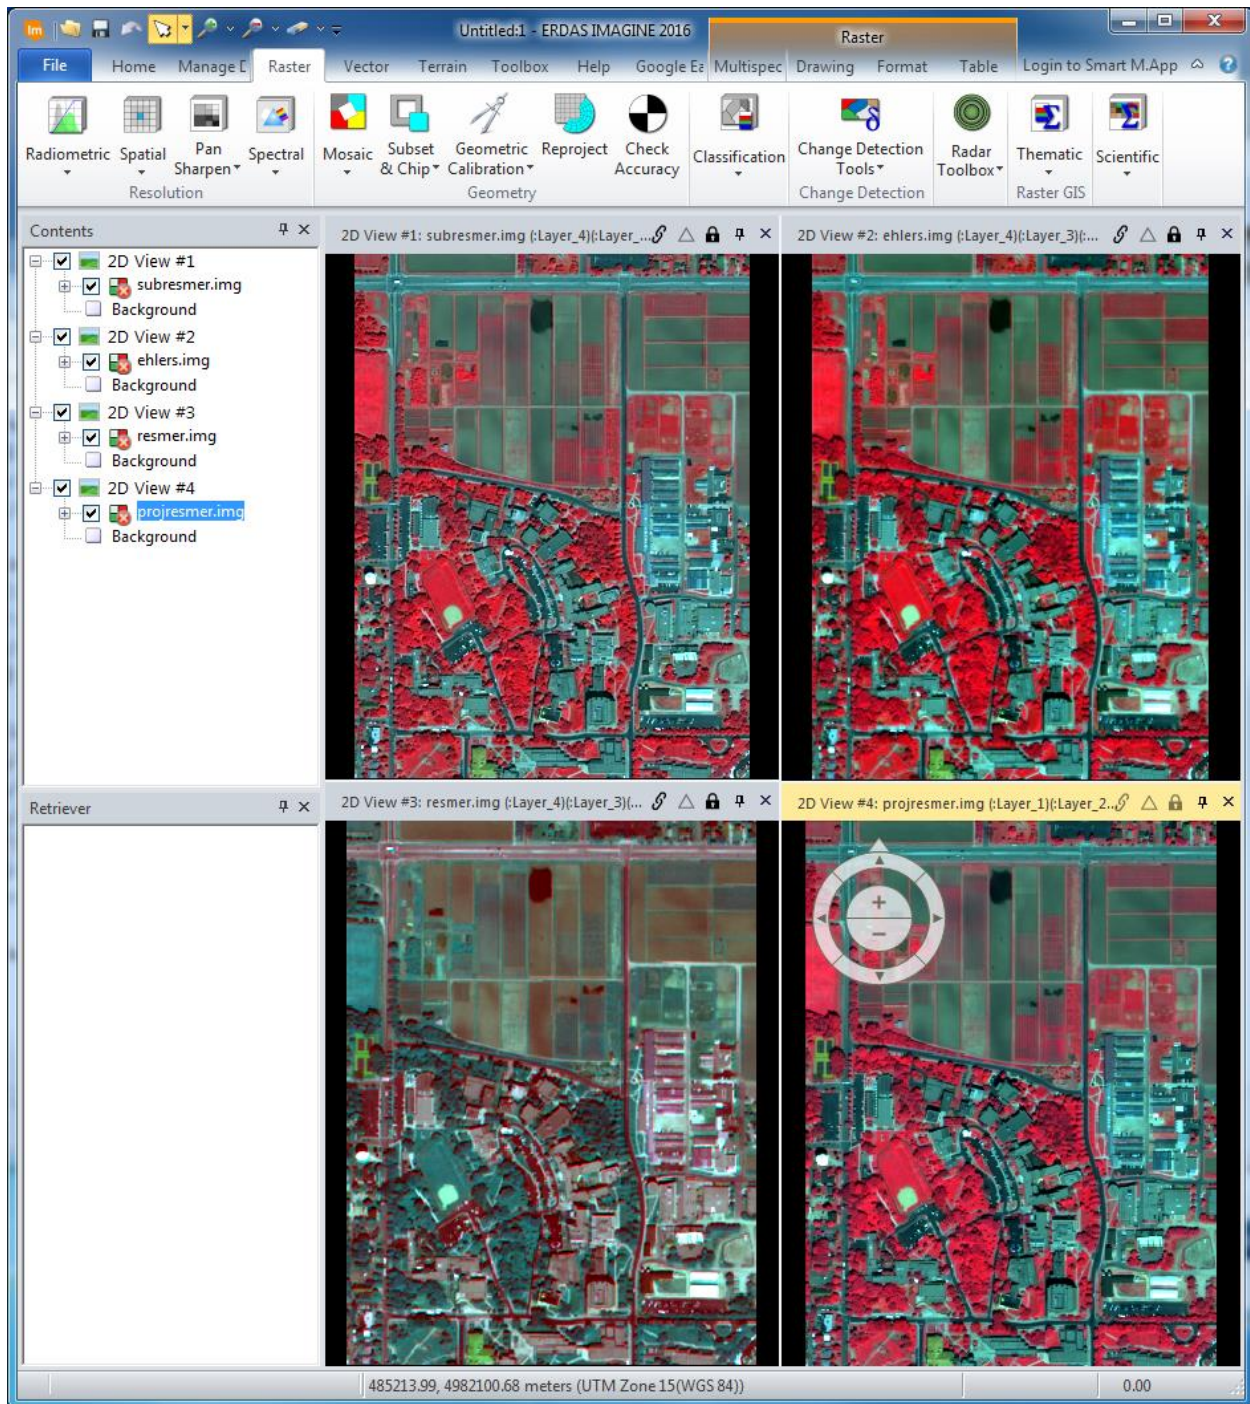 Im
Untitled:1 - ERDAS IMAGINE 2016
Raster
File Home Manage D Raster Vector Terrain Toolbox Help Google Ea Multispec Drawing Format Table Login to Smart M.App
Radiometric Spatial Pan Sharpen Spectral Mosaic Subset & Chip Geometric Calibration Reproject Check Accuracy Classification Change Detection Tools Radar Toolbox Thematic Scientific
Resolution Geometry Change Detection Raster GIS
Contents
2D View #1
subresmer.img
Background
2D View #2
ehlers.img
Background
2D View #3
resmer.img
Background
2D View #4
projresmer.img
Background
2D View #1: subresmer.img (:Layer_4)(:Layer_...
2D View #2: ehlers.img (:Layer_4)(:Layer_3)(:...
Retriever
2D View #3: resmer.img (:Layer_4)(:Layer_3)(...
2D View #4: projresmer.img (:Layer_1)(:Layer_2...
485213.99, 4982100.68 meters (UTM Zone 15(WGS 84))
0.00